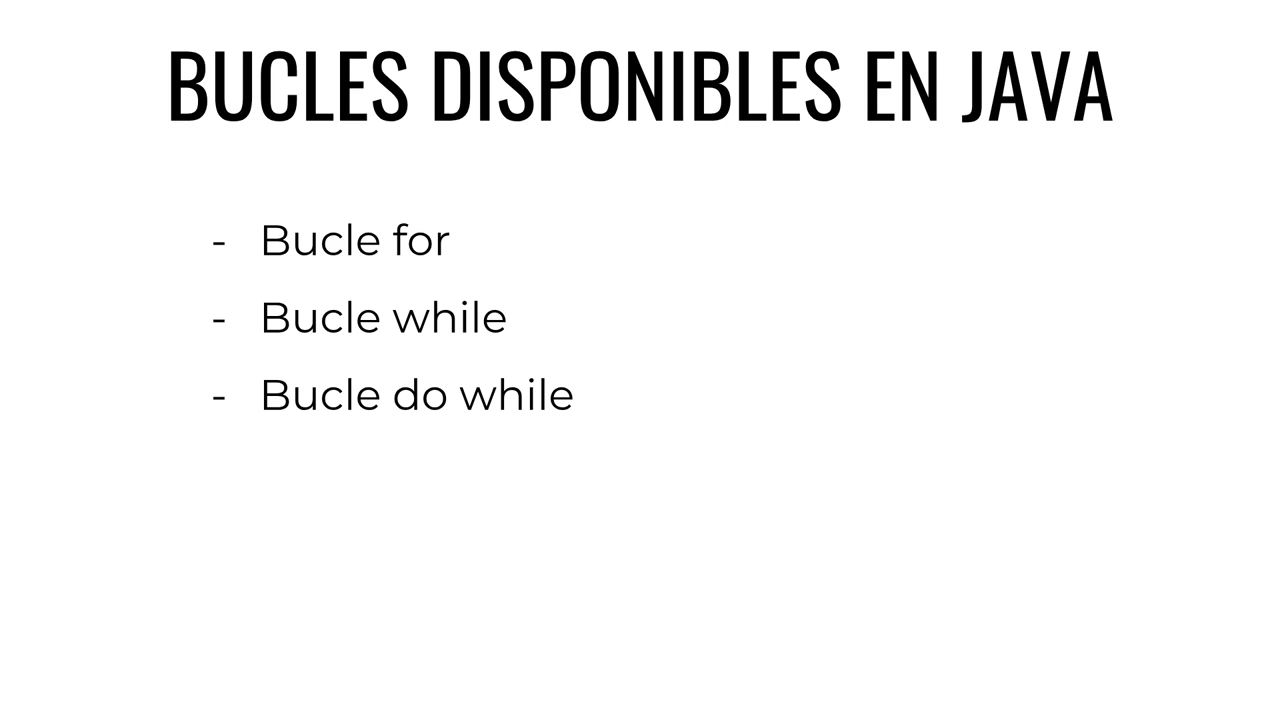 BUCLES DISPONIBLES EN JAVA
- Bucle for
- Bucle while
- Bucle do while